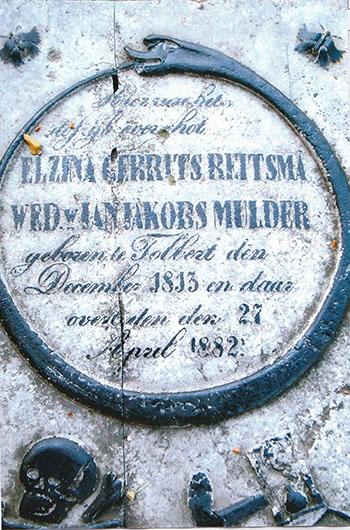 Hier rust het
stoflijk overschot
ELZINA GERRITS REITSMA
WED. v. JAN JAKOBS MULDER
geboren te Tolbert den
December 1813 en daar
overleden den 27
April 1882.